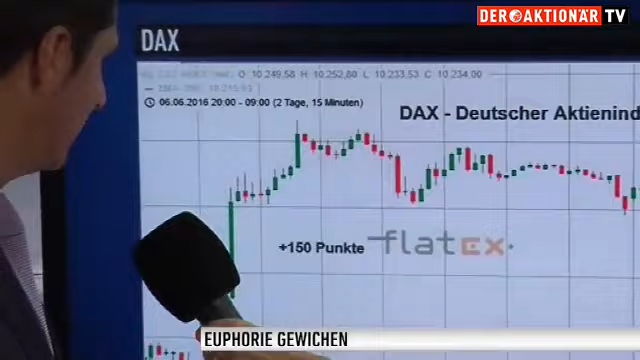 DER AKTIONÄR TV
DAX
O 10.249,58 H 10.252,80 L 10.233,53 C 10.234,00
06.06.2016 20:00 - 09:00 (2 Tage, 15 Minuten)
DAX - Deutscher Aktienind
+150 Punkte
flatex
EUPHORIE GEWICHEN